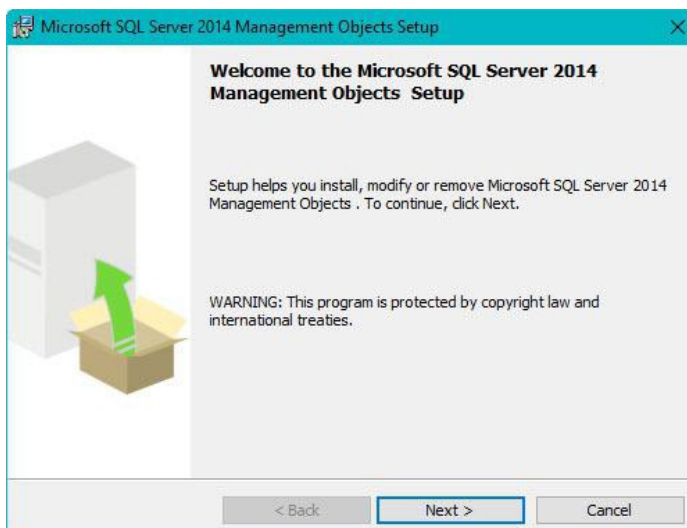 Microsoft SQL Server 2014 Management Objects Setup
Welcome to the Microsoft SQL Server 2014
Management Objects  Setup
Setup helps you install, modify or remove Microsoft SQL Server 2014
Management Objects . To continue, click Next.
WARNING: This program is protected by copyright law and
international treaties.
< Back
Next >
Cancel